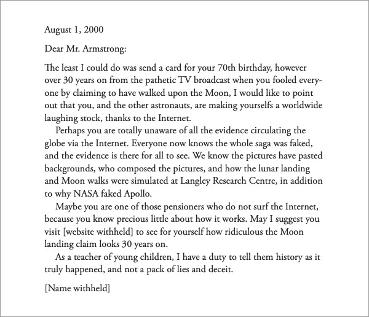 August 1, 2000
Dear Mr. Armstrong:
The least I could do was send a card for your 70th birthday, however
over 30 years on from the pathetic TV broadcast when you fooled every-
one by claiming to have walked upon the Moon, I would like to point
out that you, and the other astronauts, are making yourselfs a worldwide
laughing stock, thanks to the Internet.
Perhaps you are totally unaware of all the evidence circulating the
globe via the Internet. Everyone now knows the whole saga was faked,
and the evidence is there for all to see. We know the pictures have pasted
backgrounds, who composed the pictures, and how the lunar landing
and Moon walks were simulated at Langley Research Centre, in addition
to why NASA faked Apollo.
Maybe you are one of those pensioners who do not surf the Internet,
because you know precious little about how it works. May I suggest you
visit [website withheld] to see for yourself how ridiculous the Moon
landing claim looks 30 years on.
As a teacher of young children, I have a duty to tell them history as it
truly happened, and not a pack of lies and deceit.
[Name withheld]